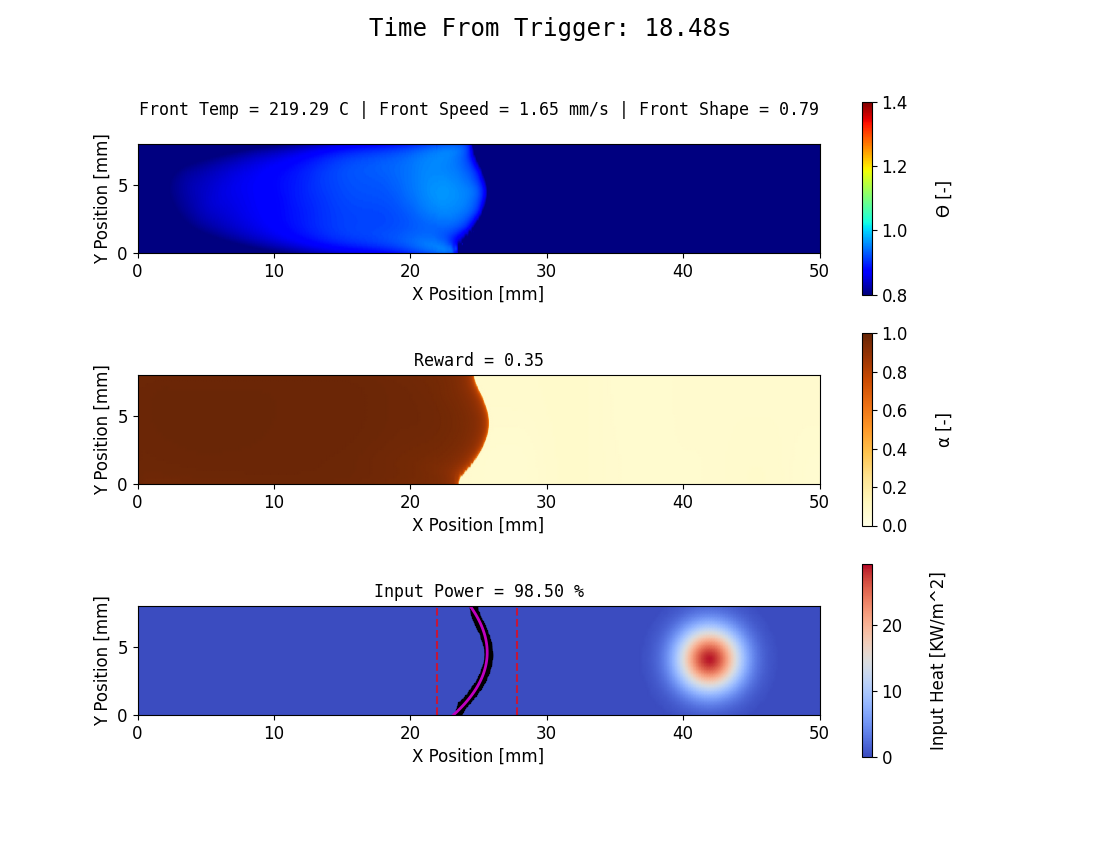 Time From Trigger: 18.48s
Front Temp = 219.29 C | Front Speed = 1.65 mm/s | Front Shape = 0.79
Y Position [mm]
5
0
0 10 20 30 40 50
X Position [mm]
1.4
1.2
1.0
0.8
Θ [-]
Reward = 0.35
Y Position [mm]
5
0
0 10 20 30 40 50
X Position [mm]
1.0
0.8
0.6
0.4
0.2
0.0
α [-]
Input Power = 98.50 %
Y Position [mm]
5
0
0 10 20 30 40 50
X Position [mm]
20
10
0
Input Heat [KW/m^2]